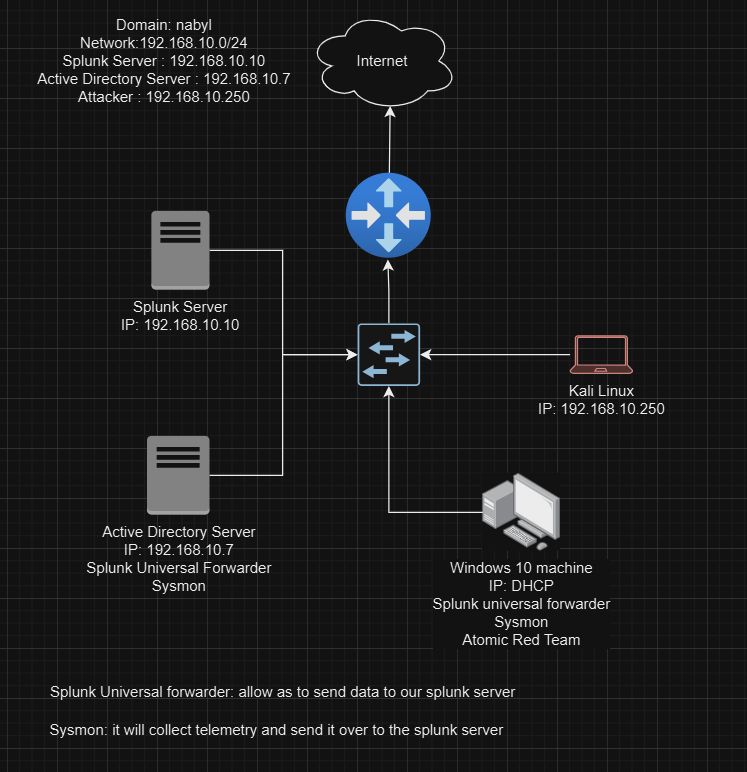 Domain: nabyl
Network:192.168.10.0/24
Splunk Server : 192.168.10.10
Active Directory Server : 192.168.10.7
Attacker : 192.168.10.250
Internet
Splunk Server
IP: 192.168.10.10
Kali Linux
IP: 192.168.10.250
Active Directory Server
IP: 192.168.10.7
Splunk Universal Forwarder
Sysmon
Windows 10 machine
IP: DHCP
Splunk universal forwarder
Sysmon
Atomic Red Team
Splunk Universal forwarder: allow as to send data to our splunk server
Sysmon: it will collect telemetry and send it over to the splunk server